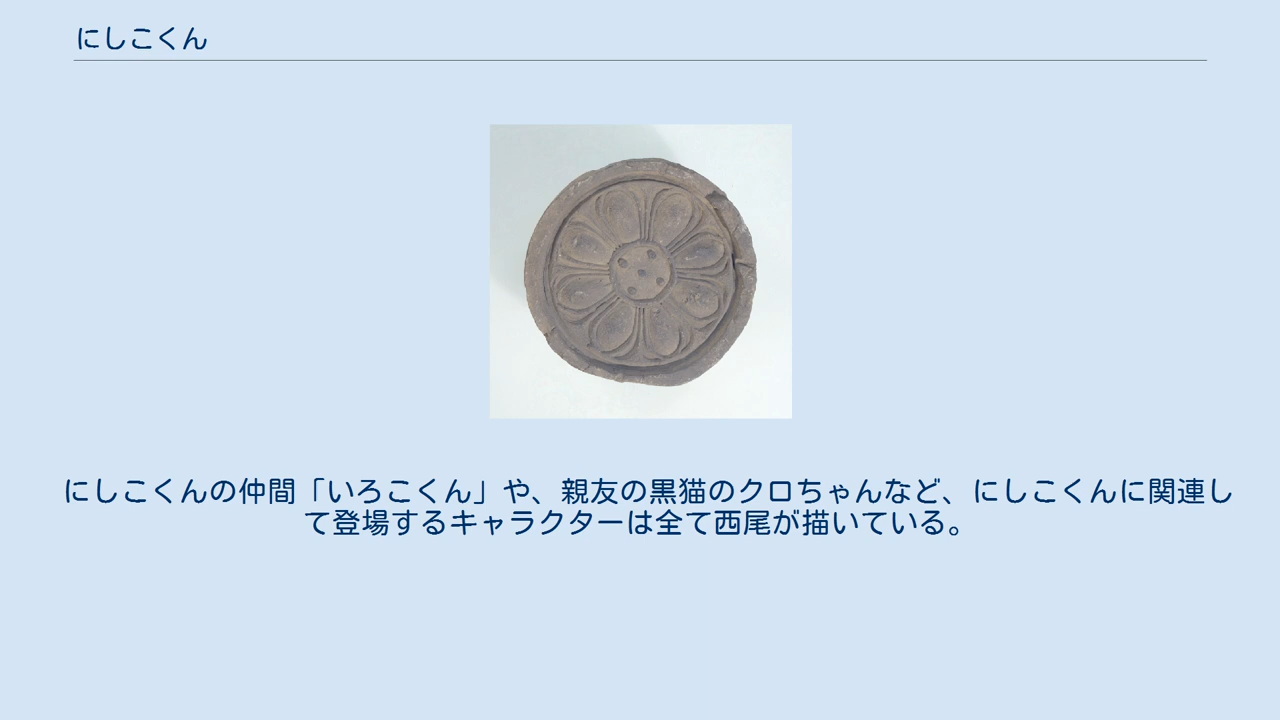 にしこくん
にしこくんの仲間「いろこくん」や、親友の黒猫のクロちゃんなど、にしこくんに関連し
て登場するキャラクターは全て西尾が描いている。